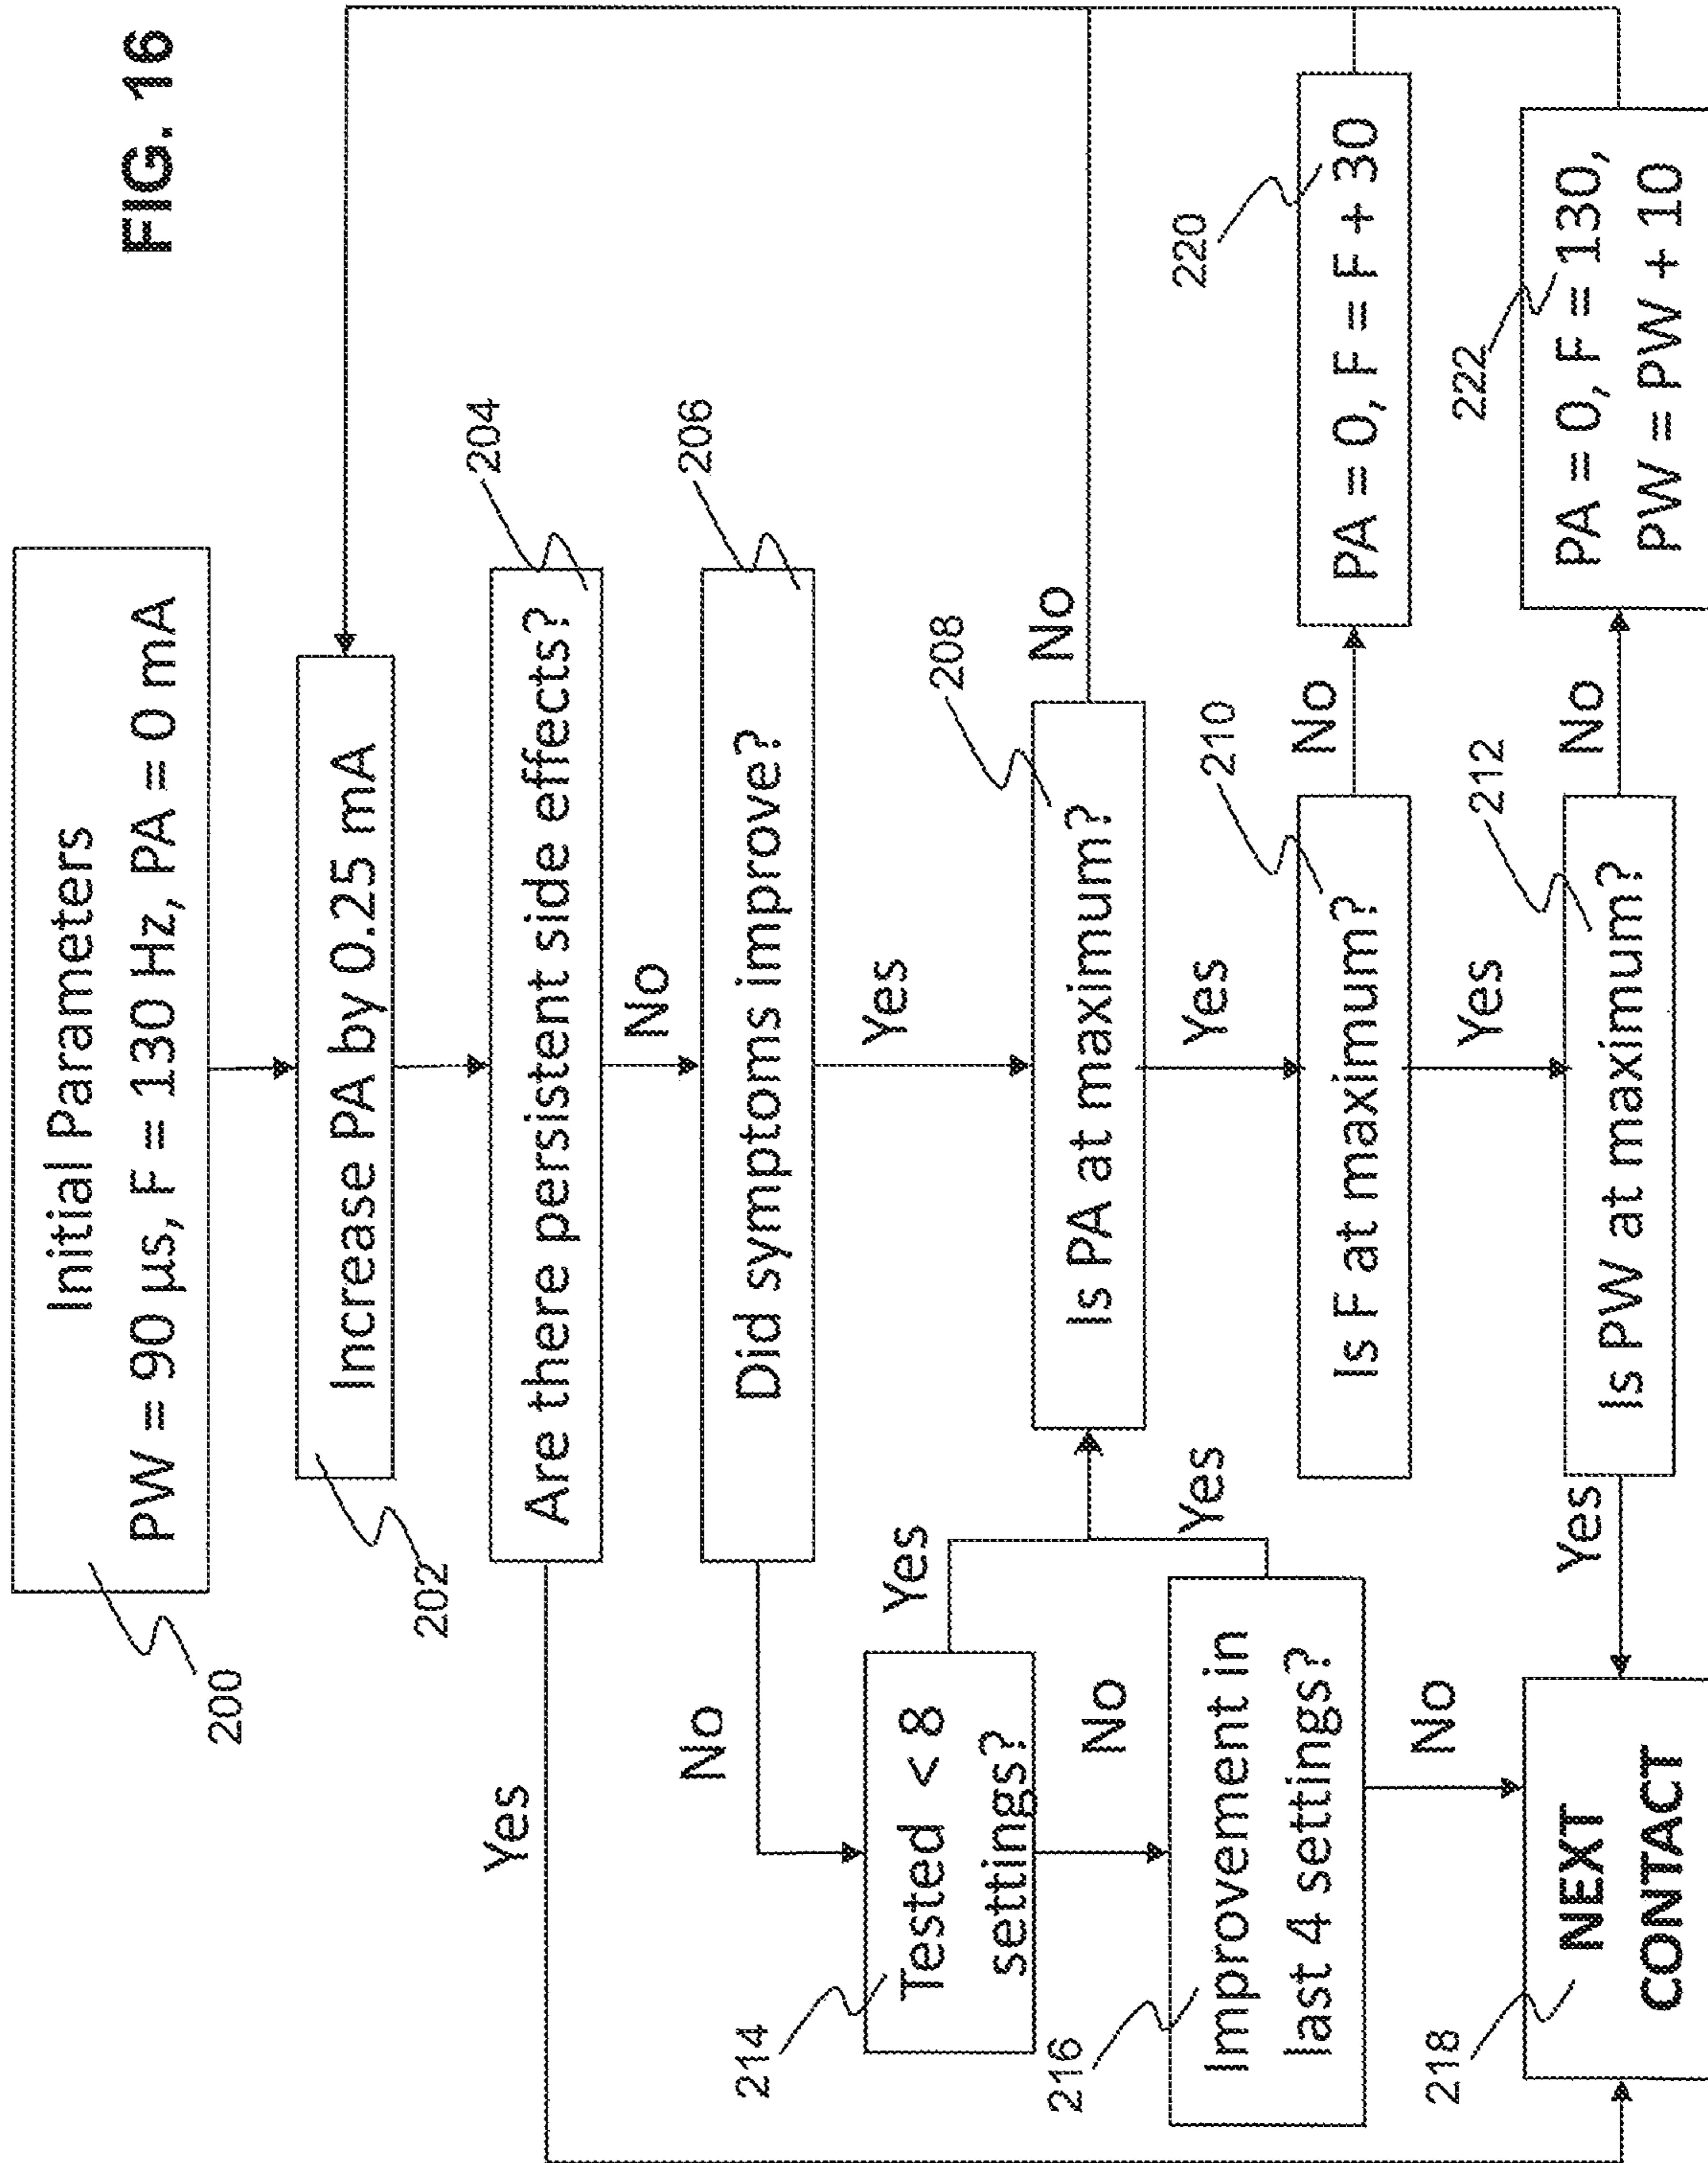 FIG. 16
Initial Parameters
PW = 90 µs, F = 130 Hz, PA = 0 mA
200
Increase PA by 0.25 mA
202
Are there persistent side effects?
204
Yes
No
Did symptoms improve?
206
No
Yes
Tested < 8
settings?
214
Yes
No
Is PA at maximum?
208
No
Yes
Improvement in
last 4 settings?
216
Yes
No
Is F at maximum?
210
No
Yes
PA = 0, F = F + 30
220
NEXT
CONTACT
218
Yes
Is PW at maximum?
212
No
PA = 0, F = 130,
PW = PW + 10
222